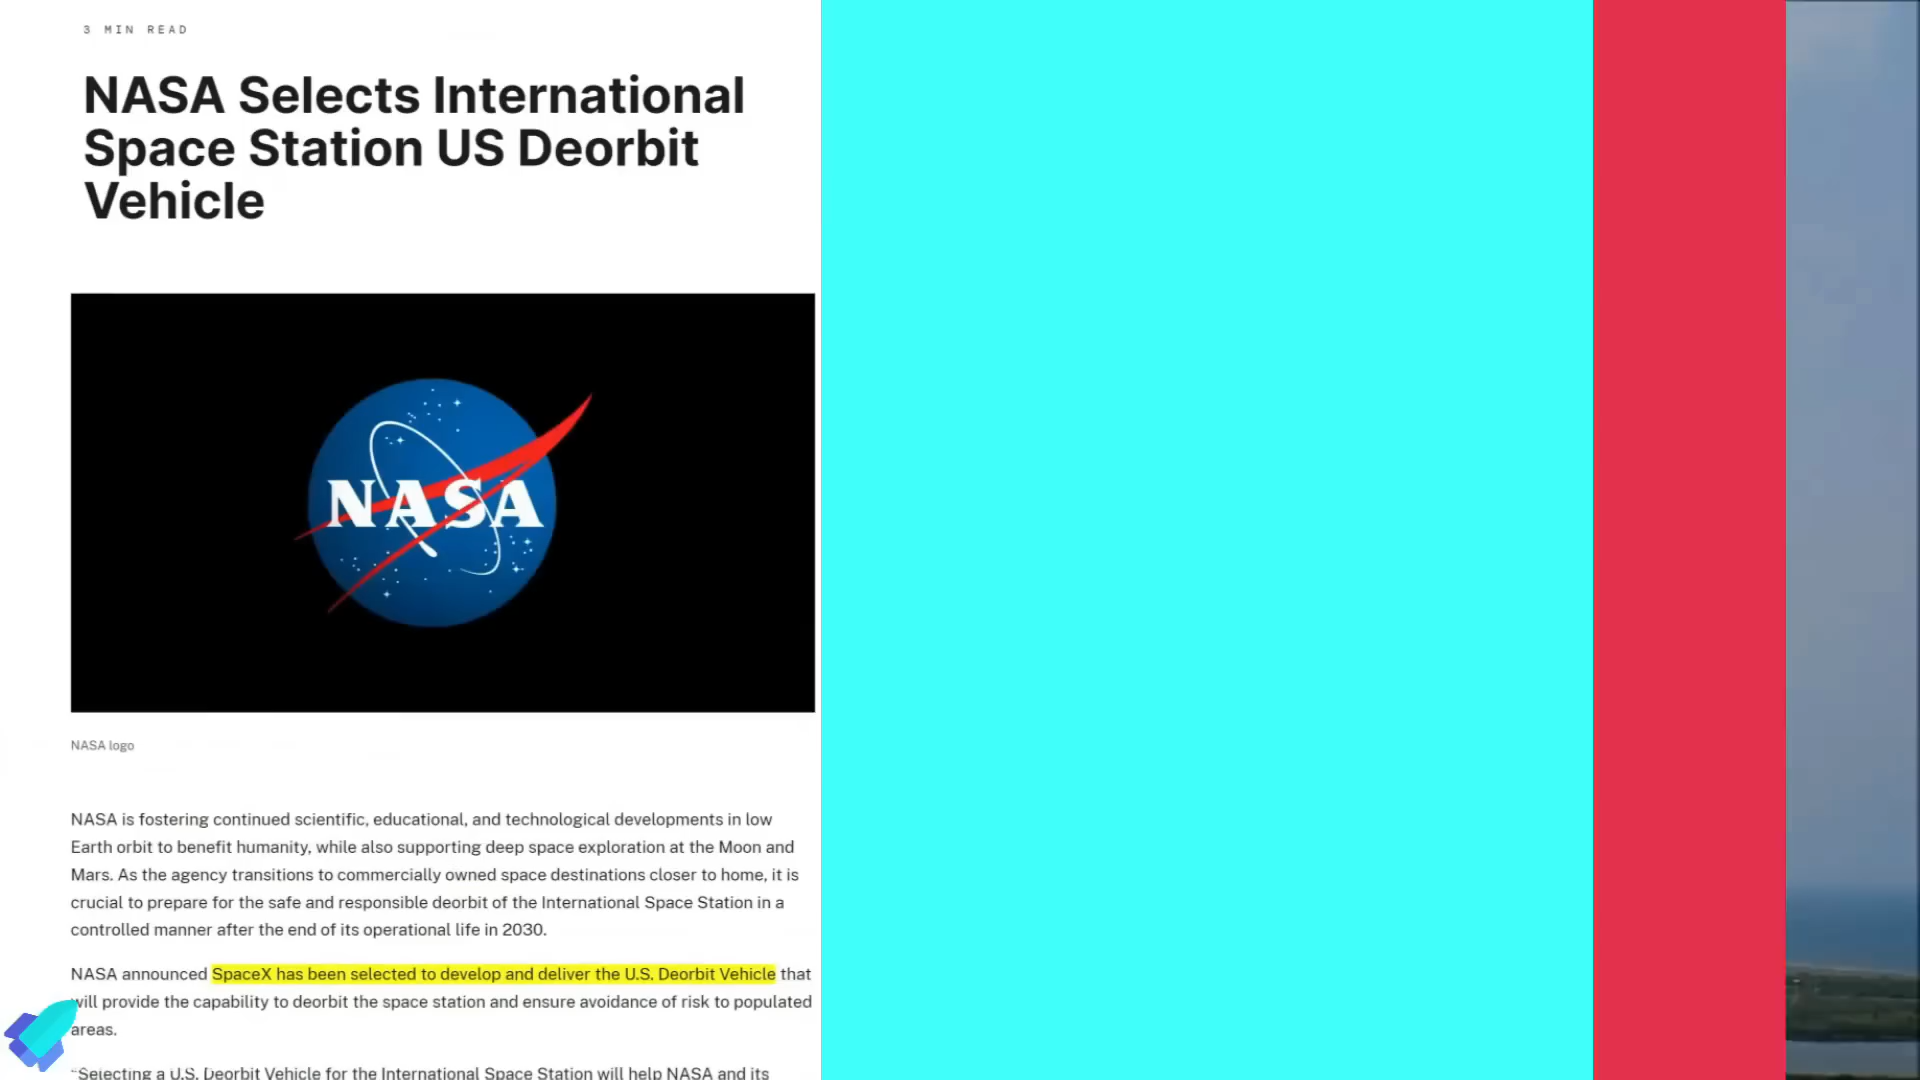 3 MIN READ
NASA Selects International
Space Station US Deorbit
Vehicle
NASA
NASA logo
NASA is fostering continued scientific, educational, and technological developments in low
Earth orbit to benefit humanity, while also supporting deep space exploration at the Moon and
Mars. As the agency transitions to commercially owned space destinations closer to home, it is
crucial to prepare for the safe and responsible deorbit of the International Space Station in a
controlled manner after the end of its operational life in 2030.
NASA announced SpaceX has been selected to develop and deliver the U.S. Deorbit Vehicle that
will provide the capability to deorbit the space station and ensure avoidance of risk to populated
areas.
“Selecting a U.S. Deorbit Vehicle for the International Space Station will help NASA and its